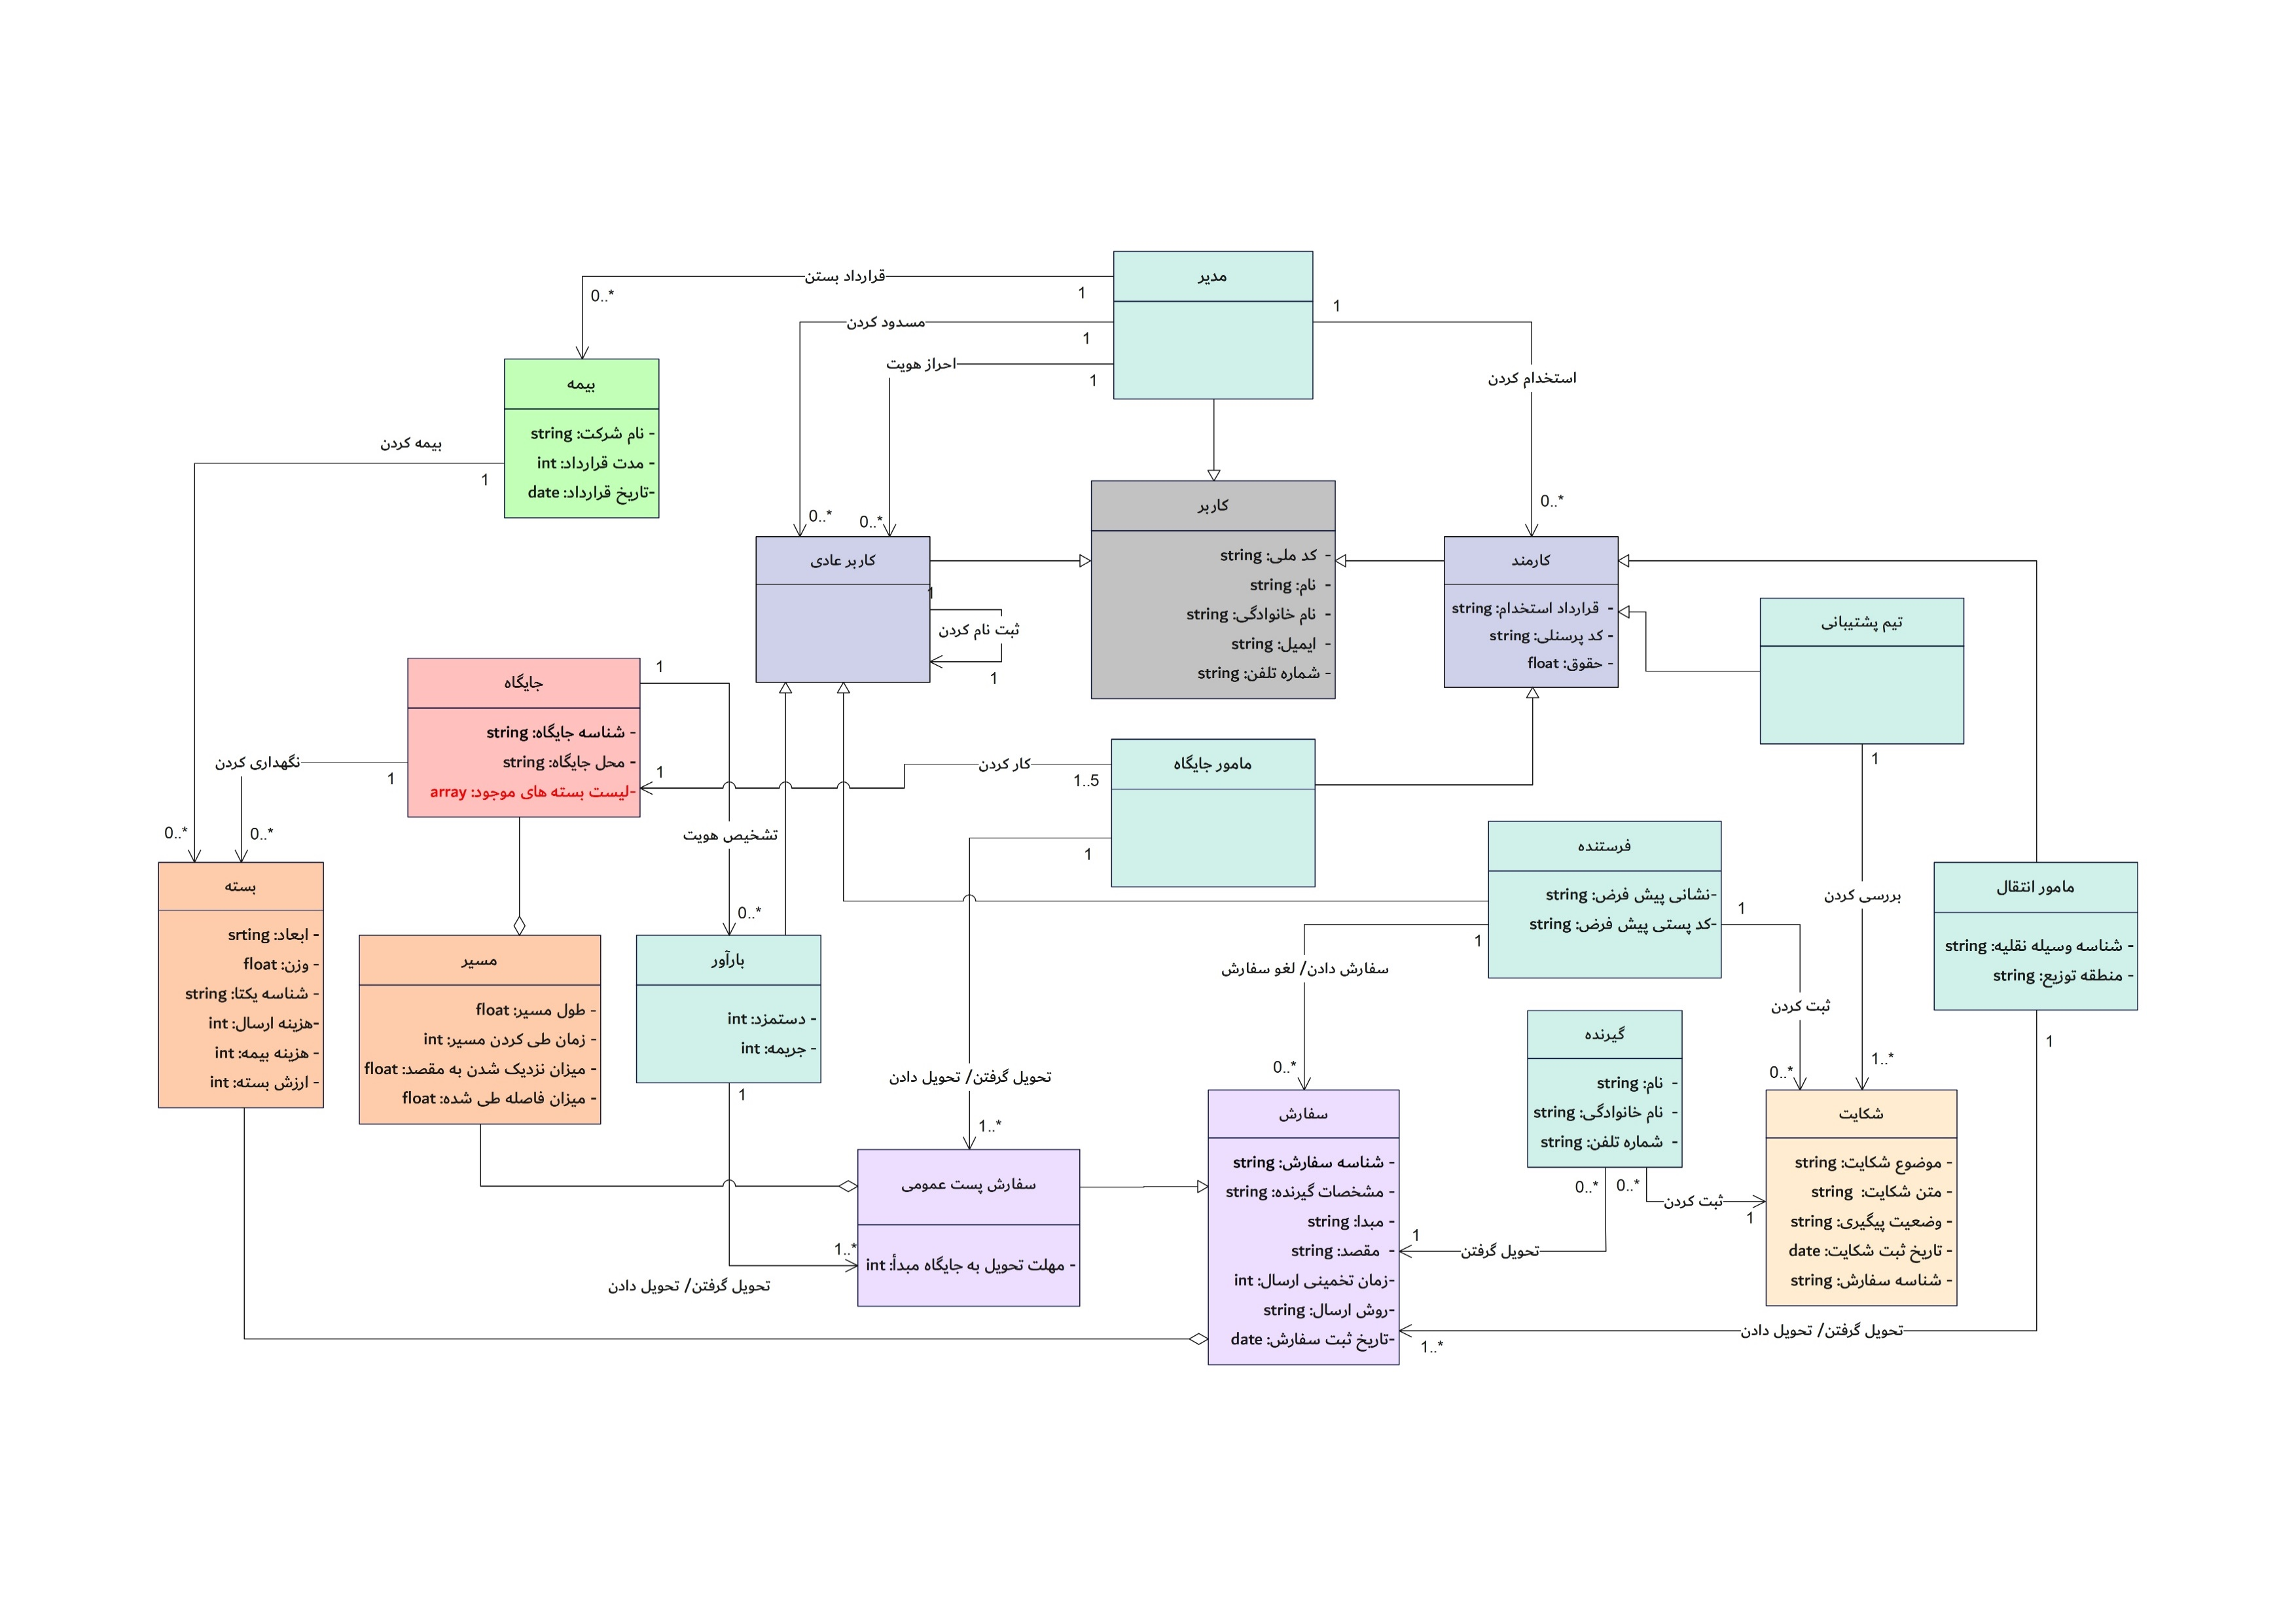 مدیر
قرارداد بستن
1
0..*
مسدود کردن
1
0..*
احراز هویت
1
0..*
1
استخدام کردن
0..*
بیمه
- نام شرکت: string
- مدت قرارداد: int
-تاریخ قرارداد: date
بیمه کردن
1
0..*
کاربر
- کد ملی: string
- نام: string
- نام خانوادگی: string
- ایمیل: string
- شماره تلفن: string
کاربر عادی
1
ثبت نام کردن
1
کارمند
- قرارداد استخدام: string
- کد پرسنلی: string
- حقوق: float
تیم پشتیبانی
1
بررسی کردن
1..*
جایگاه
- شناسه جایگاه: string
- محل جایگاه: string
-لیست بسته های موجود: array
نگهداری کردن
1
0..*
1
تشخیص هویت
0..*
مامور جایگاه
کار کردن
1..5
1
1
تحویل گرفتن/ تحویل دادن
1..*
فرستنده
-نشانی پیش فرض: string
-کد پستی پیش فرض: string
1
سفارش دادن/ لغو سفارش
0..*
1
ثبت کردن
0..*
مامور انتقال
- شناسه وسیله نقلیه: string
- منطقه توزیع: string
1
تحویل گرفتن/ تحویل دادن
1..*
بسته
- ابعاد: srting
- وزن: float
- شناسه یکتا: string
-هزینه ارسال: int
- هزینه بیمه: int
- ارزش بسته: int
مسیر
- طول مسیر: float
- زمان طی کردن مسیر: int
- میزان نزدیک شدن به مقصد: float
- میزان فاصله طی شده: float
بارآور
- دستمزد: int
- جریمه: int
1
تحویل گرفتن/ تحویل دادن
1..*
گیرنده
- نام: string
- نام خانوادگی: string
- شماره تلفن: string
0..*
0..*
ثبت کردن
1
تحویل گرفتن
1
سفارش پست عمومی
- مهلت تحویل به جایگاه مبدأ: int
سفارش
- شناسه سفارش: string
- مشخصات گیرنده: string
- مبدا: string
- مقصد: string
-زمان تخمینی ارسال: int
-روش ارسال: string
-تاریخ ثبت سفارش: date
شکایت
- موضوع شکایت: string
- متن شکایت: string
- وضعیت پیگیری: string
- تاریخ ثبت شکایت: date
- شناسه سفارش: string